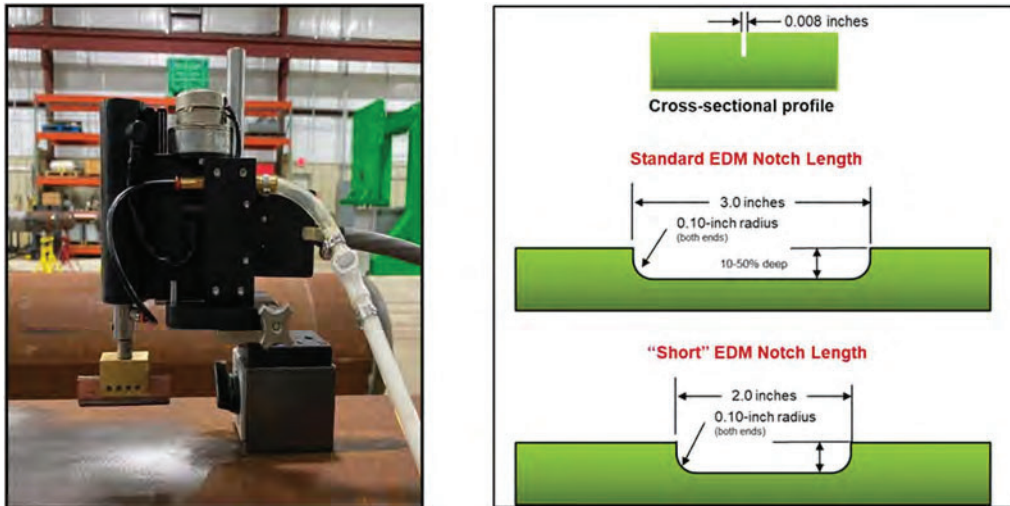 0.008 inches
Cross-sectional profile
Standard EDM Notch Length
3.0 inches
0.10-inch radius
(both ends)
10-50% deep
“Short” EDM Notch Length
2.0 inches
0.10-inch radius
(both ends)